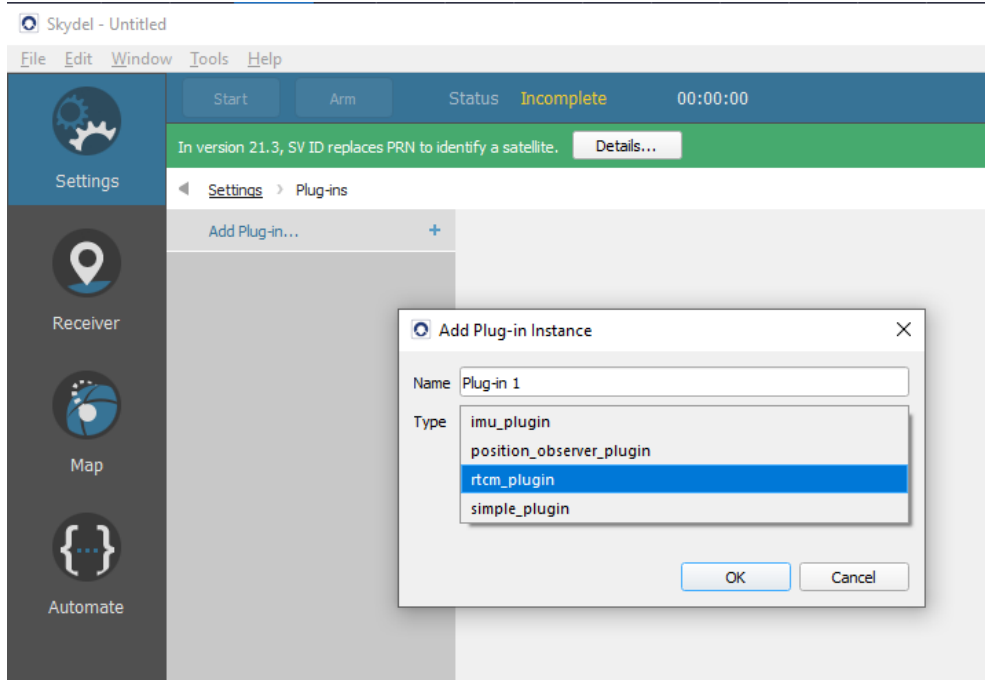 Skydel - Untitled
File Edit Window Tools Help
Start Arm Status Incomplete 00:00:00
In version 21.3, SV ID replaces PRN to identify a satellite. Details...
Settings
Settings Plug-ins
Add Plug-in... +
Receiver
Add Plug-in Instance
Name Plug-in 1
Type imu_plugin
position_observer_plugin
rtcm_plugin
simple_plugin
Map
OK Cancel
Automate